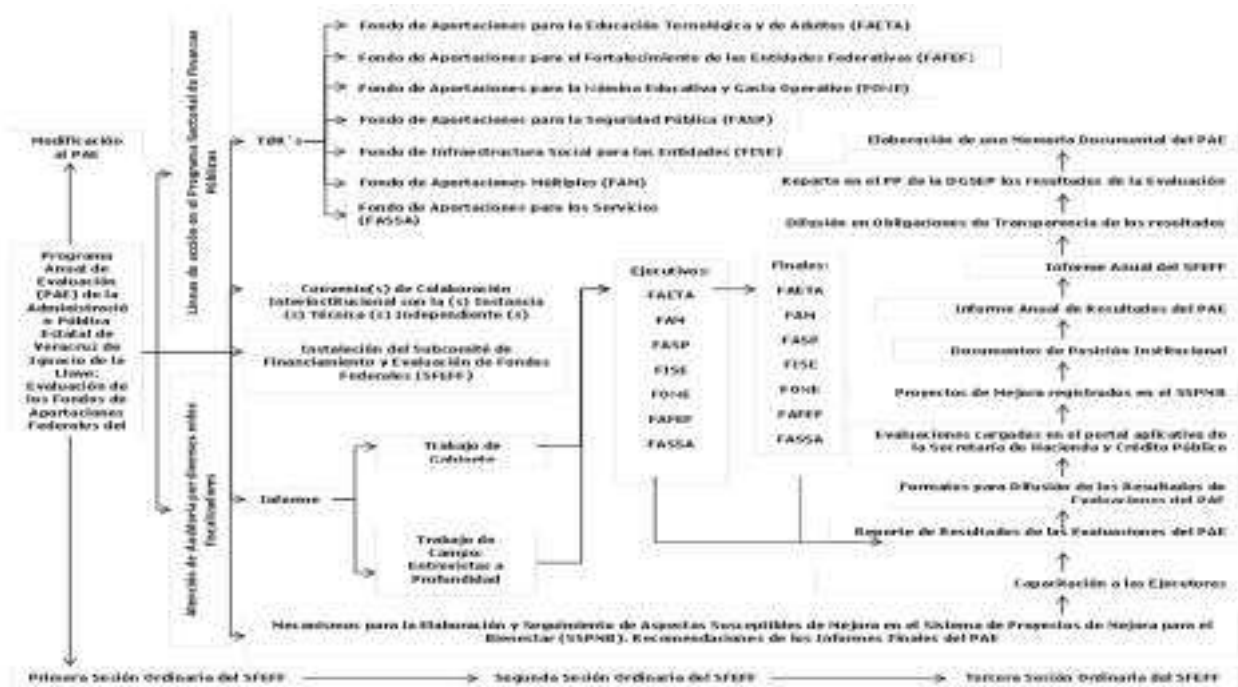 Modificación
al PAE
Programa
Anual de
Evaluación
(PAE) de la
Administració
n Pública
Estatal de
Veracruz de
Ignacio de la
Llave:
Evaluación de
los Fondos de
Aportaciones
Federales del
Líneas de acción en el Programa Sectorial de Finanzas
Públicas
Atención de Auditoría por diversos entes
fiscalizadores
TdR´s
Fondo de Aportaciones para la Educación Tecnológica y de Adultos (FAETA)
Fondo de Aportaciones para el Fortalecimiento de las Entidades Federativas (FAFEF)
Fondo de Aportaciones para la Nómina Educativa y Gasto Operativo (FONE)
Fondo de Aportaciones para la Seguridad Pública (FASP)
Fondo de Infraestructura Social para las Entidades (FISE)
Fondo de Aportaciones Múltiples (FAM)
Fondo de Aportaciones para los Servicios
(FASSA)
Convenio(s) de Colaboración
Interinstitucional con la (s) Instancia
(s) Técnica (s) Independiente (s)
Instalación del Subcomité de
Financiamiento y Evaluación de Fondos
Federales (SFEFF)
Informe
Trabajo de
Gabinete
Trabajo de
Campo:
Entrevistas a
Profundidad
Ejecutivos:
FAETA
FAM
FASP
FISE
FONE
FAFEF
FASSA
Finales:
FAETA
FAM
FASP
FISE
FONE
FAFEF
FASSA
Elaboración de una Memoria Documental del PAE
Reporte en el PP de la DGSEP los resultados de la Evaluación
Difusión en Obligaciones de Transparencia de los resultados
Informe Anual del SFEFF
Informe Anual de Resultados del PAE
Documentos de Posición Institucional
Proyectos de Mejora registrados en el SSPMB
Evaluaciones cargadas en el portal aplicativo de
la Secretaría de Hacienda y Crédito Público
Formatos para Difusión de los Resultados de
Evaluaciones del PAE
Reporte de Resultados de las Evaluaciones del PAE
Capacitación a las Ejecutoras
Mecanismos para la Elaboración y Seguimiento de Aspectos Susceptibles de Mejora en el Sistema de Proyectos de Mejora para el
Bienestar (SSPMB). Recomendaciones de los Informes Finales del PAE
Primera Sesión Ordinaria del SFEFF
Segunda Sesión Ordinaria del SFEFF
Tercera Sesión Ordinaria del SFEFF